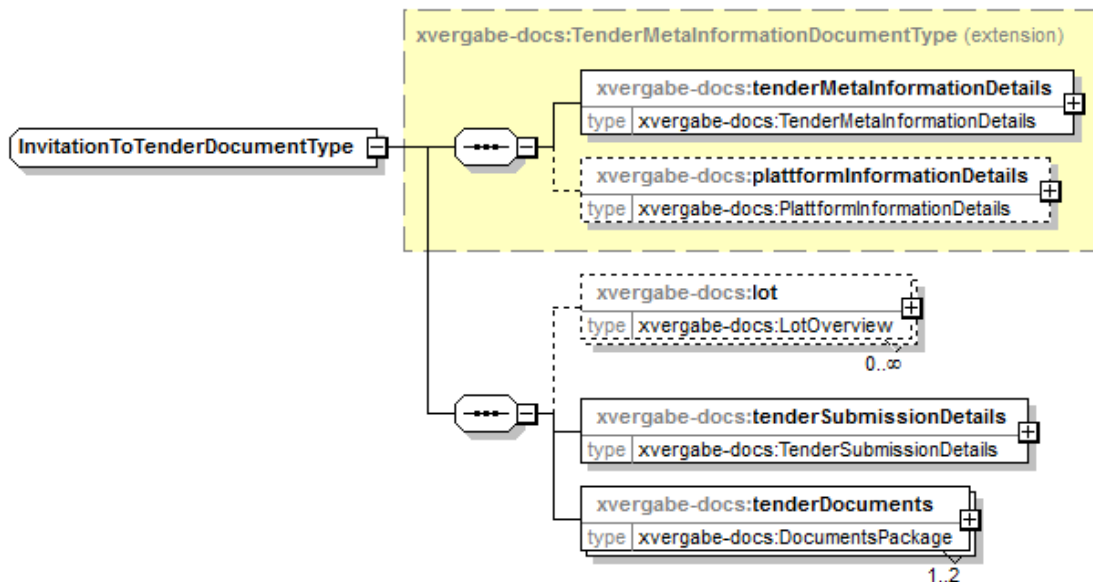 xvergabe-docs:TenderMetaInformationDocumentType (extension)
xvergabe-docs:tenderMetaInformationDetails
type xvergabe-docs:TenderMetaInformationDetails
InvitationToTenderDocumentType
xvergabe-docs:plattformInformationDetails
type xvergabe-docs:PlattformInformationDetails
xvergabe-docs:lot
type xvergabe-docs:LotOverview
0..∞
xvergabe-docs:tenderSubmissionDetails
type xvergabe-docs:TenderSubmissionDetails
xvergabe-docs:tenderDocuments
type xvergabe-docs:DocumentsPackage
1..2